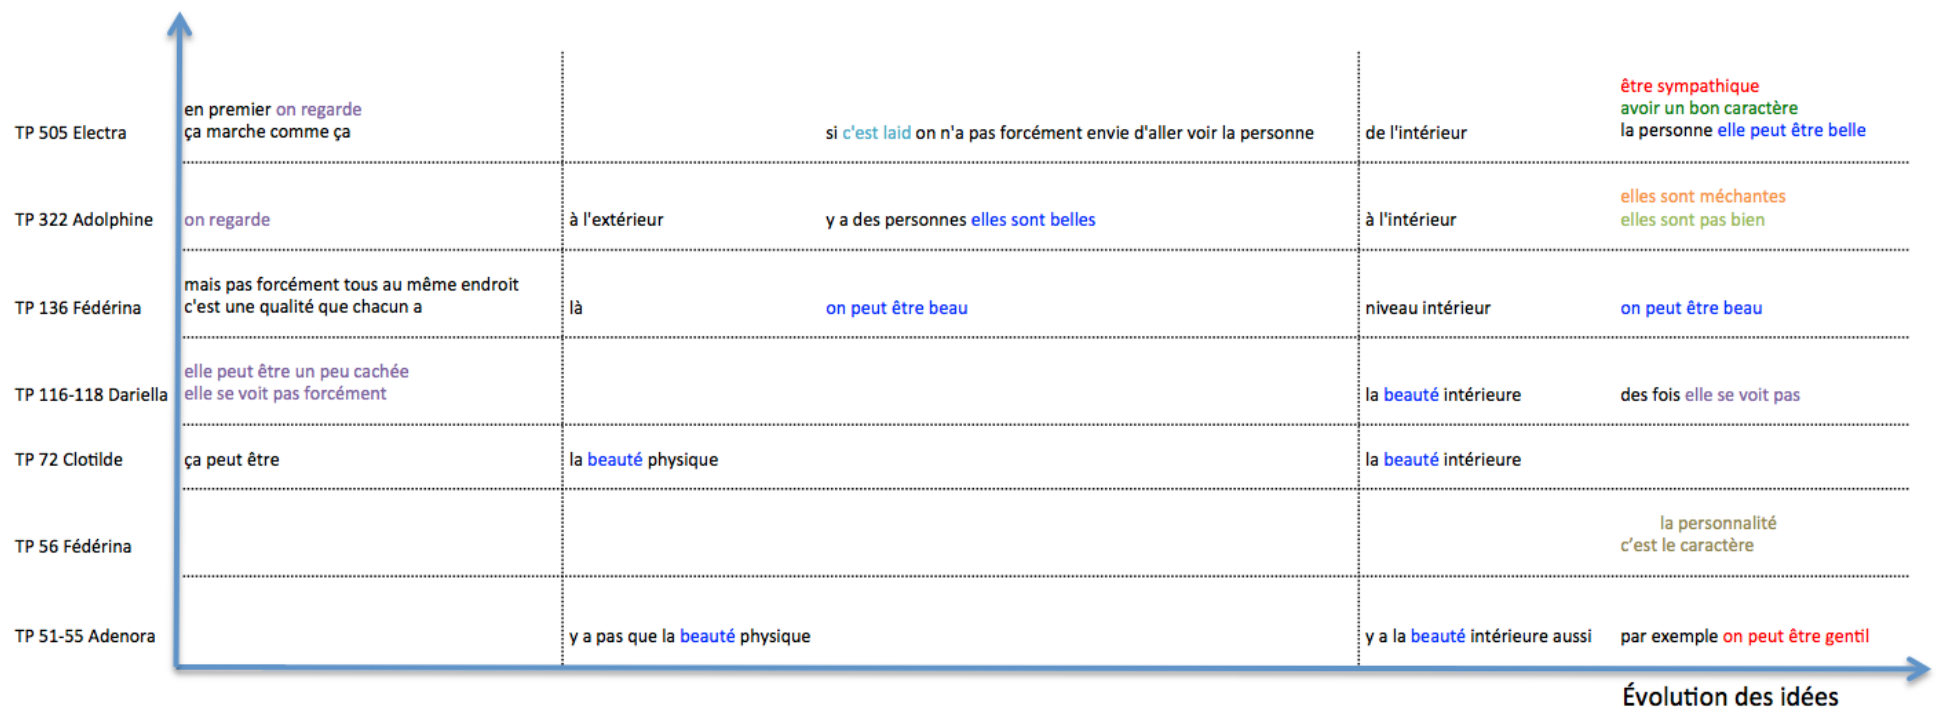 être sympathique
en premier on regarde avoir un bon caractère
TP 505 Electra ça marche comme ça si c'est laid on n'a pas forcément envie d'aller voir la personne de l'intérieur la personne elle peut être belle
elles sont méchantes
TP 322 Adolphine on regarde à l'extérieur y a des personnes elles sont belles à l'intérieur elles sont pas bien
mais pas forcément tous au même endroit
TP 136 Fédérina c'est une qualité que chacun a là on peut être beau niveau intérieur on peut être beau
elle peut être un peu cachée
TP 116-118 Dariella elle se voit pas forcément la beauté intérieure des fois elle se voit pas
TP 72 Clotilde ça peut être la beauté physique la beauté intérieure
la personnalité
TP 56 Fédérina c'est le caractère
TP 51-55 Adenora y a pas que la beauté physique y a la beauté intérieure aussi par exemple on peut être gentil
Évolution des idées